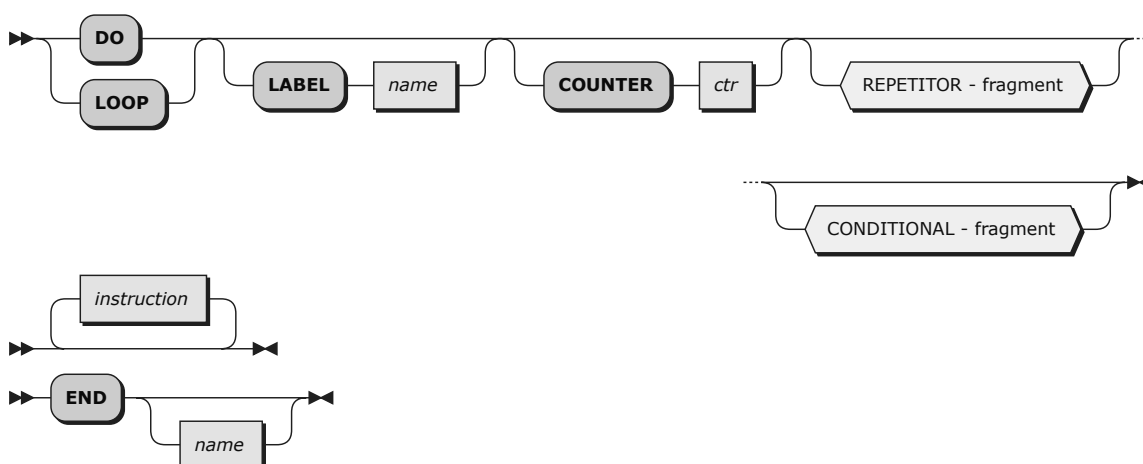 DO
LOOP
LABEL name COUNTER ctr REPETITOR - fragment
CONDITIONAL - fragment
instruction
END
name